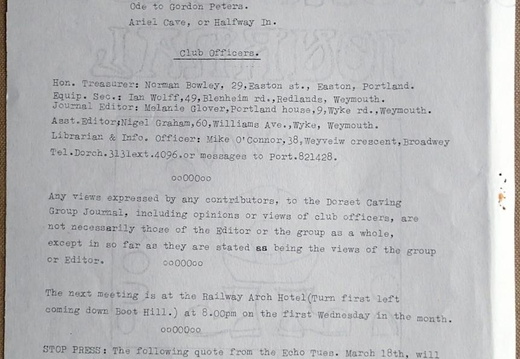 Ode to Gordon Peters.
Ariel Cave, or Halfway In.
Club Officers.
Hon. Treasurer: Norman Bowley, 29,Easton st., Easton, Portland.
Equip. Sec.: Ian Wolff,49,Blenheim rd.,Redlands, Weymouth.
Journal Editor: Melanie Glover,Portland house,9,Wyke rd.,Weymouth.
Asst.Editor:Nigel Graham,60,Williams Ave.,Wyke, Weymouth.
Librarian & Info. Officer: Mike O'Connor,38,Weyveiw crescent,Broadwey
Tel.Dorch.3131ext.4096.or messages to Port.821428.
ooOOOoo
Any views expressed by any contributors, to the Dorset Caving
Group Journal, including opinions or views of club officers, are
not necessarily those of the Editor or the group as a whole,
except in so far as they are stated as being the views of the group
or Editor. ooOOOoo
The next meeting is at the Railway Arch Hotel(Turn first left
coming down Boot Hill.) at 8.00pm on the first Wednesday in the month.
ooOOOoo
STOP PRESS: The following quote from the Echo Tues. March 18th, will